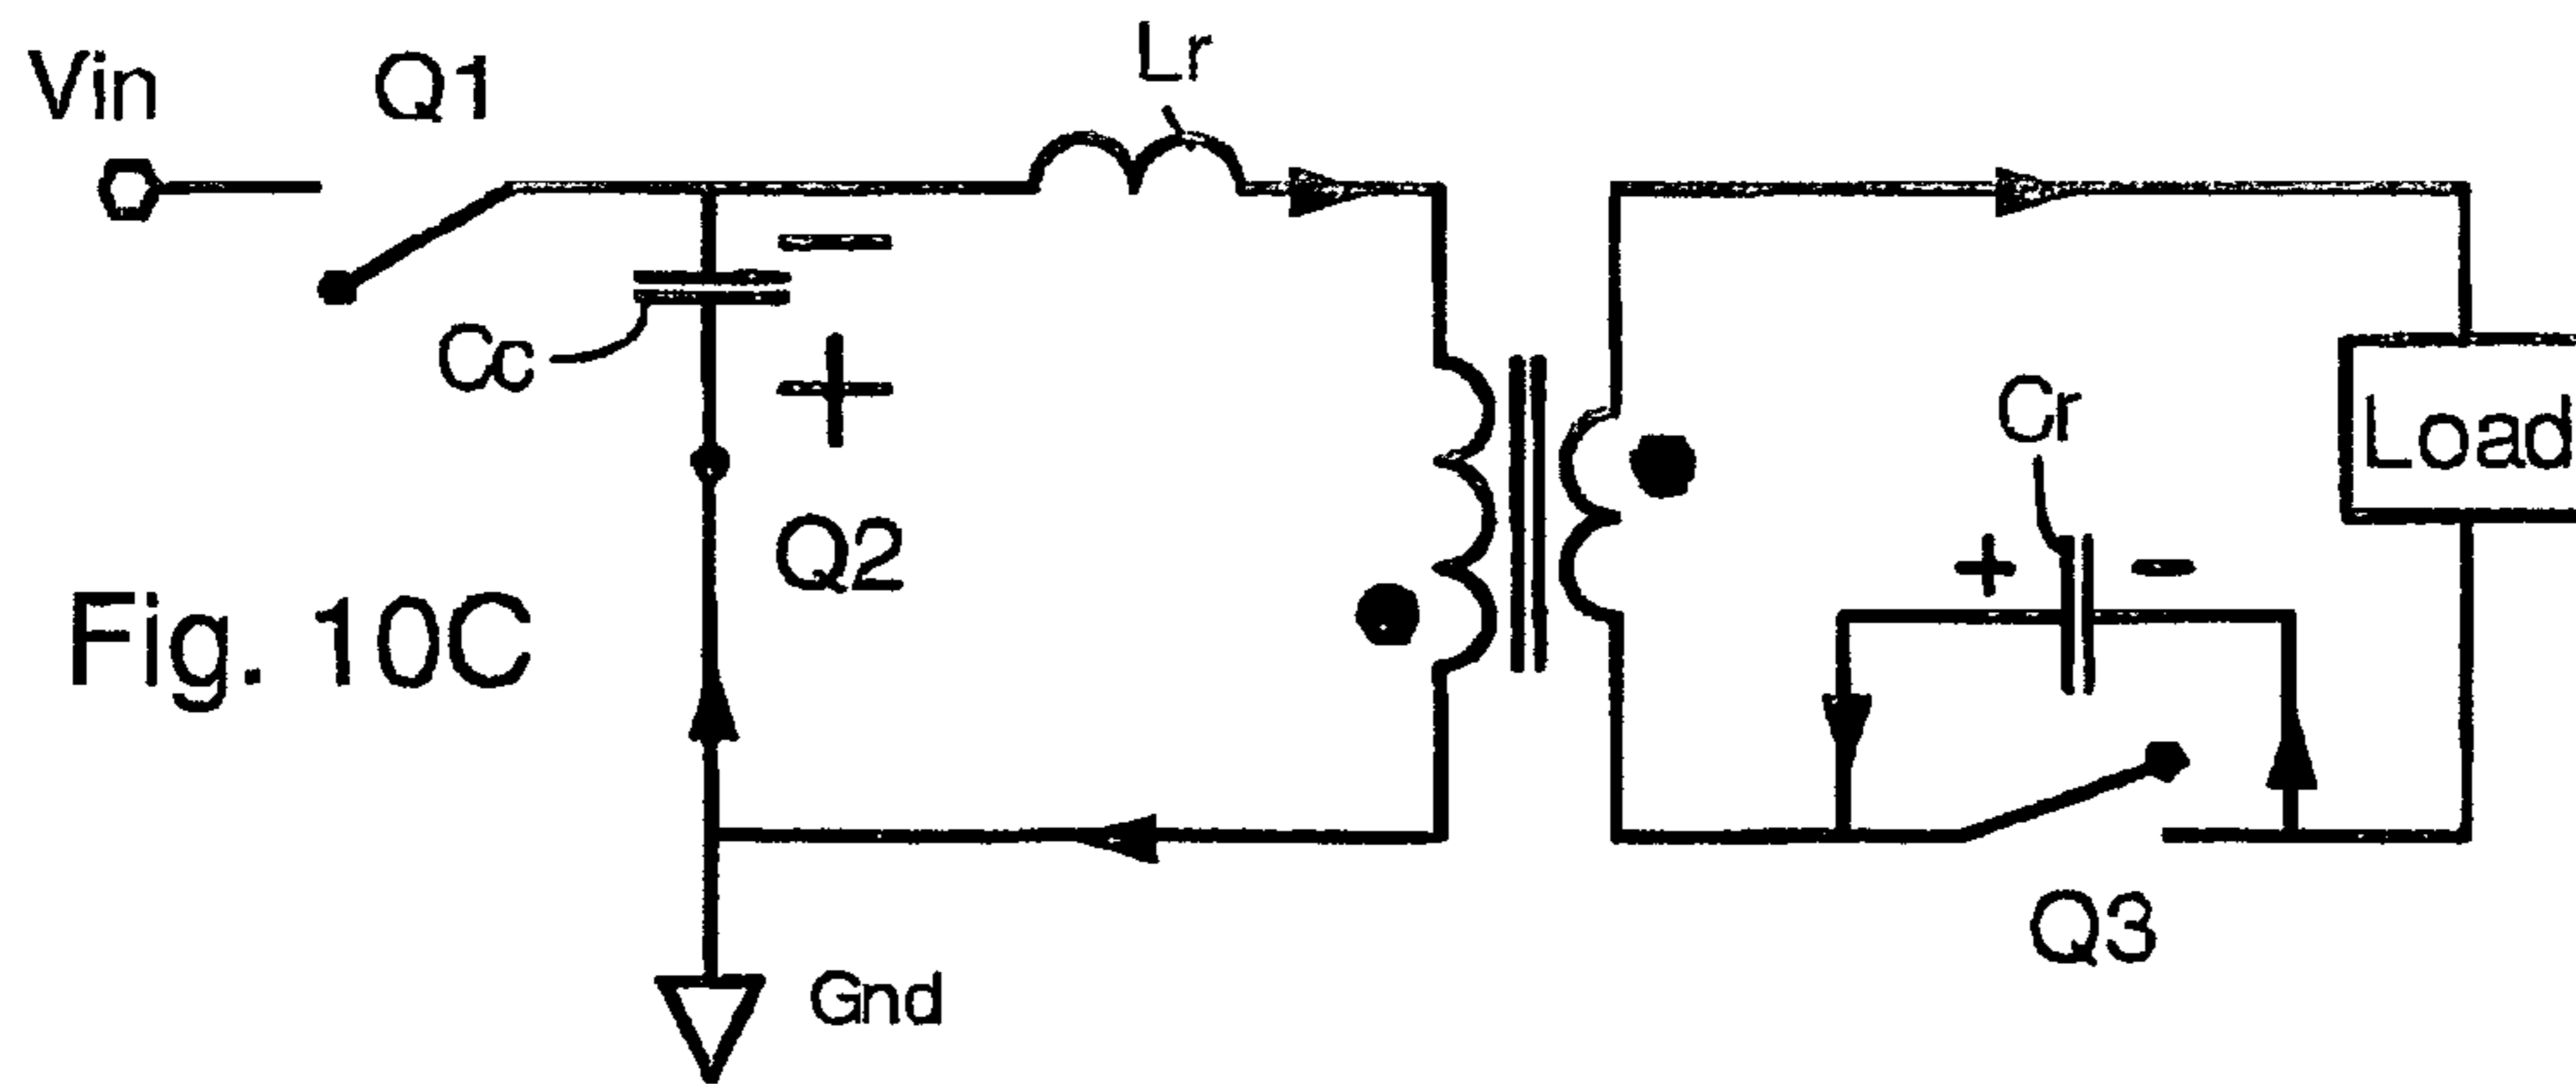 Vin
Q1
Lr
Cc
−
+
Q2
Fig. 10C
Gnd
Cr
+
-
Load
Q3